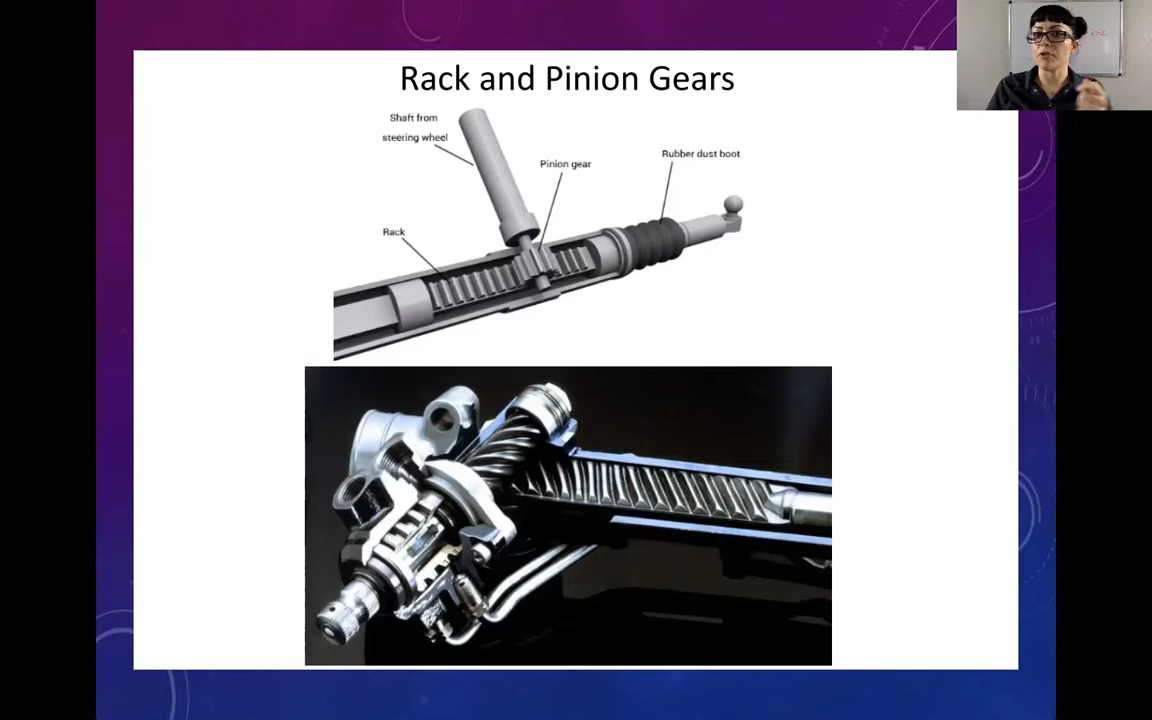 Rack and Pinion Gears
Shaft from
steering wheel
Pinion gear
Rubber dust boot
Rack